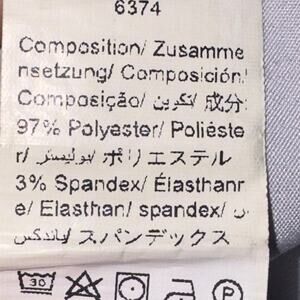 6374
Composition/ Zusamme
nsetzung/ Composición/
Composição/ تكوين/ 成分:
97% Polyester/ Poliéste
r/ بوليستر/ ポリエステル
3% Spandex/ Élasthann
e/ Elasthan/ spandex/
سباندكس/ スパンデックス
30